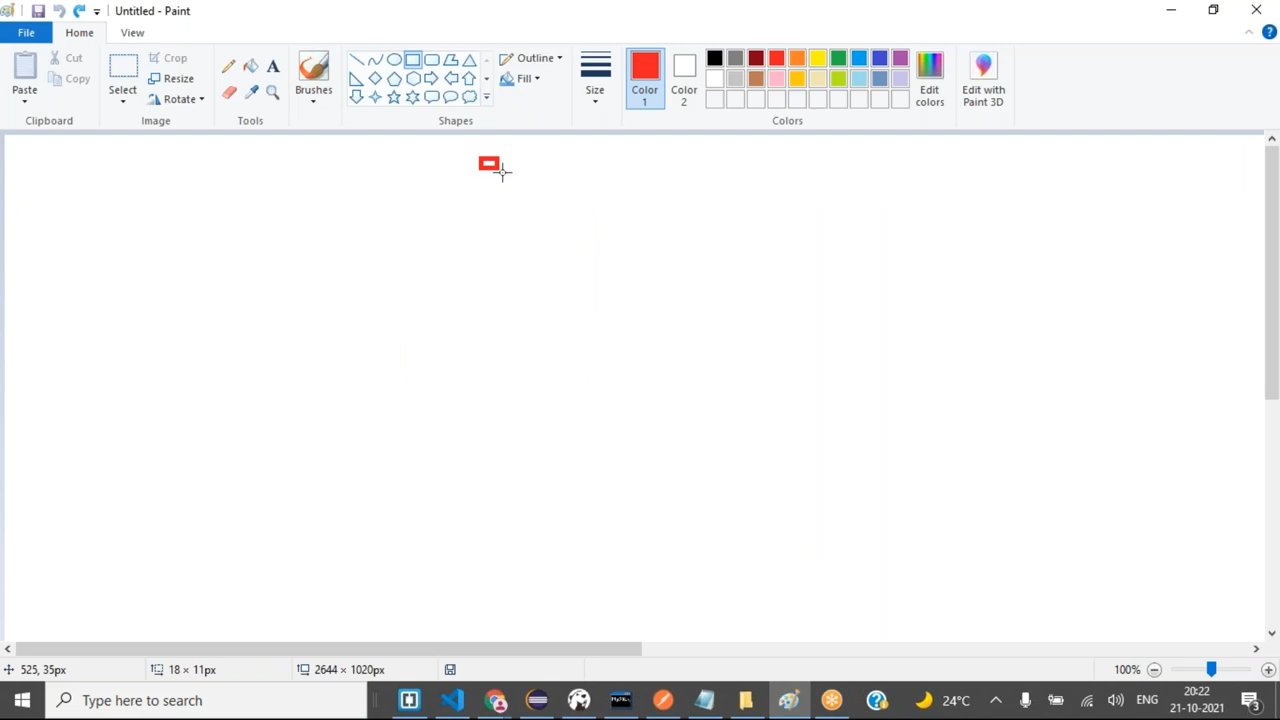 Untitled - Paint
File
Home
View
Paste
Cut
Copy
Clipboard
Select
Crop
Resize
Rotate
Image
A
Tools
Brushes
Shapes
Outline
Fill
Size
Color
1
Color
2
Edit
colors
Colors
Edit with
Paint 3D
525, 35px
18 × 11px
2644 × 1020px
100%
Type here to search
24°C
ENG
20:22
21-10-2021
3